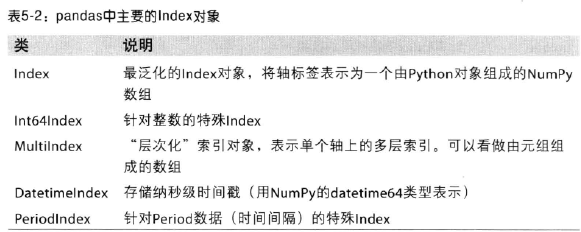 表5-2：pandas中主要的Index对象
类 说明
Index 最泛化的Index对象，将轴标签表示为一个由Python对象组成的NumPy
数组
Int64Index 针对整数的特殊Index
MultiIndex “层次化”索引对象，表示单个轴上的多层索引。可以看做由元组组
成的数组
DatetimeIndex 存储纳秒级时间戳（用NumPy的datetime64类型表示）
PeriodIndex 针对Period数据（时间间隔）的特殊Index